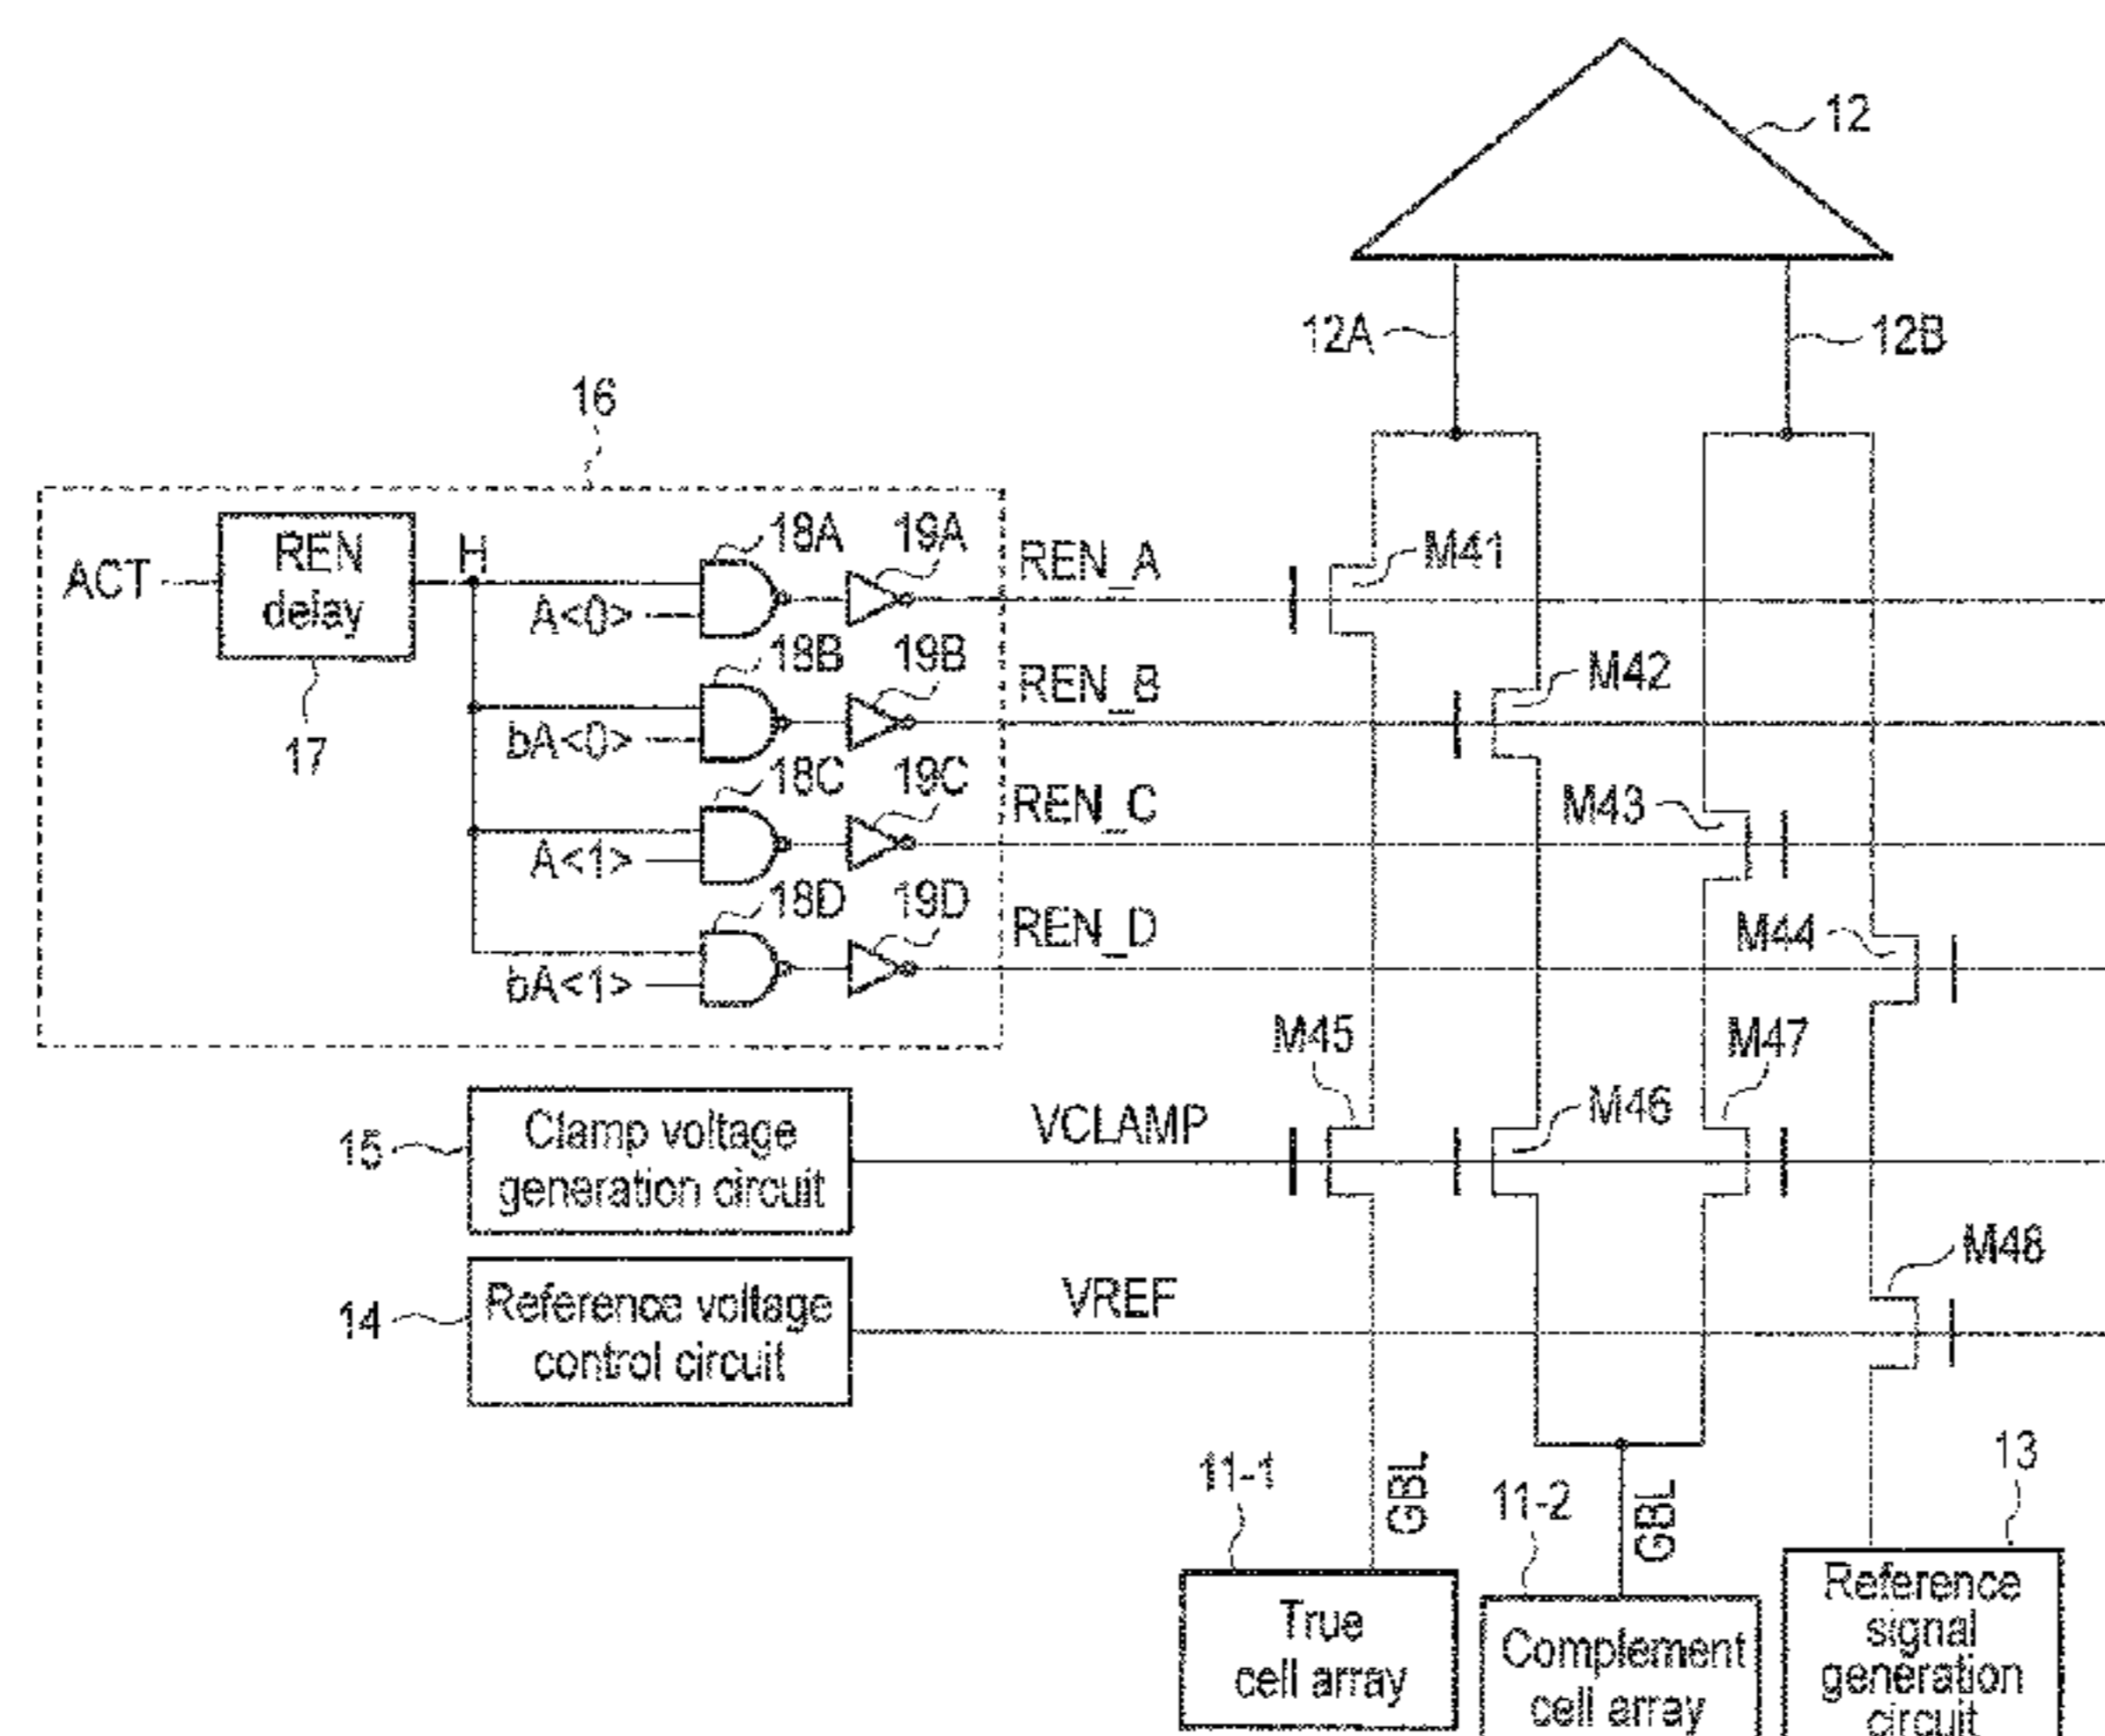 12
12A
12B
16
ACT
REN
delay
17
H
18A
19A
A<0>
REN_A
M41
18B
19B
bA<0>
REN_B
M42
18C
19C
A<1>
REN_C
M43
18D
19D
bA<1>
REN_D
M44
M45
M47
15
Clamp voltage
generation circuit
VCLAMP
M46
14
Reference voltage
control circuit
VREF
M48
11-1
GBL
11-2
GBL
13
True
cell array
Complement
cell array
Reference
signal
generation
circuit